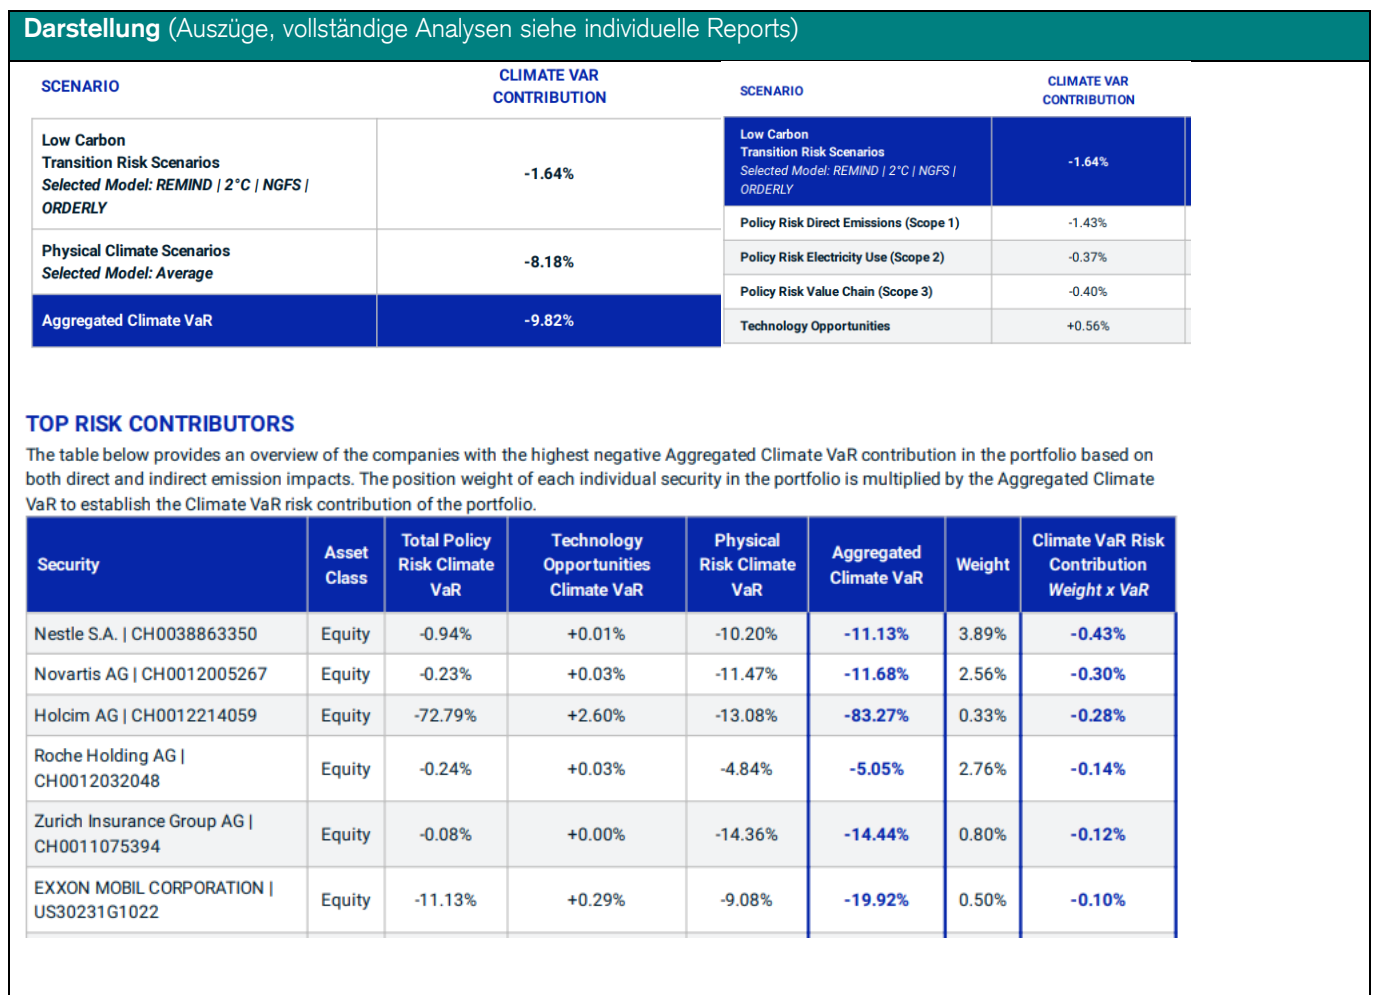 Darstellung (Auszüge, vollständige Analysen siehe individuelle Reports)
SCENARIO
CLIMATE VAR
CONTRIBUTION
Low Carbon
Transition Risk Scenarios
Selected Model: REMIND | 2°C | NGFS |
ORDERLY
-1.64%
Physical Climate Scenarios
Selected Model: Average
-8.18%
Aggregated Climate VaR
-9.82%
SCENARIO
CLIMATE VAR
CONTRIBUTION
Low Carbon
Transition Risk Scenarios
Selected Model: REMIND | 2°C | NGFS |
ORDERLY
-1.64%
Policy Risk Direct Emissions (Scope 1)
-1.43%
Policy Risk Electricity Use (Scope 2)
-0.37%
Policy Risk Value Chain (Scope 3)
-0.40%
Technology Opportunities
+0.56%
TOP RISK CONTRIBUTORS
The table below provides an overview of the companies with the highest negative Aggregated Climate VaR contribution in the portfolio based on
both direct and indirect emission impacts. The position weight of each individual security in the portfolio is multiplied by the Aggregated Climate
VaR to establish the Climate VaR risk contribution of the portfolio.
Security
Asset
Class
Total Policy
Risk Climate
VaR
Technology
Opportunities
Climate VaR
Physical
Risk Climate
VaR
Aggregated
Climate VaR
Weight
Climate VaR Risk
Contribution
Weight x VaR
Nestle S.A. | CH0038863350
Equity
-0.94%
+0.01%
-10.20%
-11.13%
3.89%
-0.43%
Novartis AG | CH0012005267
Equity
-0.23%
+0.03%
-11.47%
-11.68%
2.56%
-0.30%
Holcim AG | CH0012214059
Equity
-72.79%
+2.60%
-13.08%
-83.27%
0.33%
-0.28%
Roche Holding AG |
CH0012032048
Equity
-0.24%
+0.03%
-4.84%
-5.05%
2.76%
-0.14%
Zurich Insurance Group AG |
CH0011075394
Equity
-0.08%
+0.00%
-14.36%
-14.44%
0.80%
-0.12%
EXXON MOBIL CORPORATION |
US30231G1022
Equity
-11.13%
+0.29%
-9.08%
-19.92%
0.50%
-0.10%